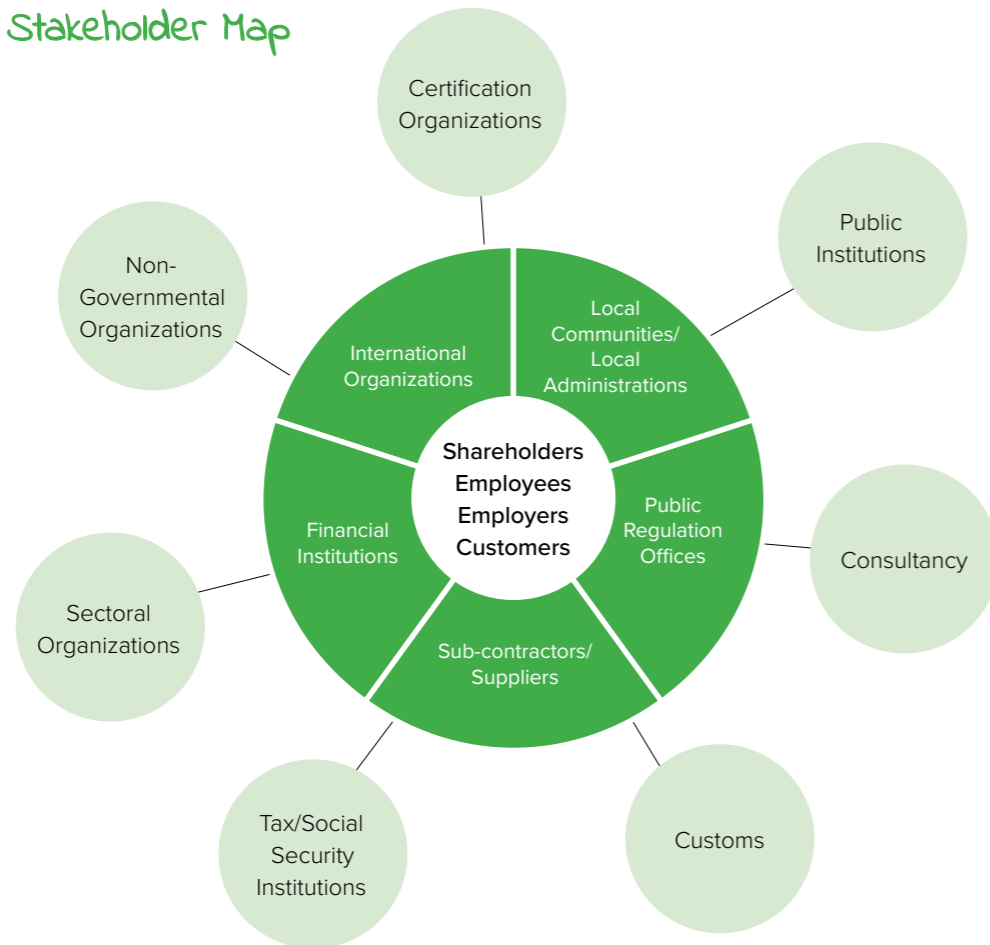 Stakeholder Map
Certification
Organizations
Public
Institutions
Non-
Governmental
Organizations
Local
Communities/
Local
Administrations
International
Organizations
Shareholders
Employees
Employers
Customers
Financial
Institutions
Public
Regulation
Offices
Consultancy
Sectoral
Organizations
Sub-contractors/
Suppliers
Tax/Social
Security
Institutions
Customs